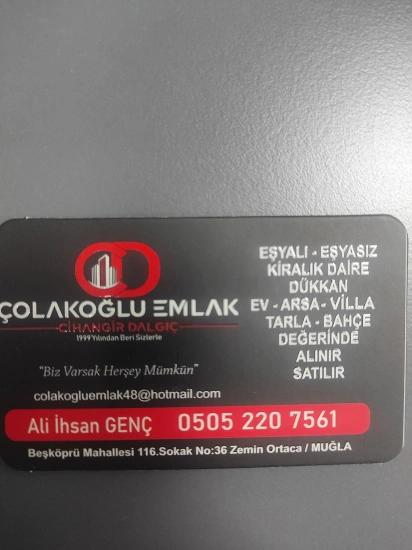 ÇOLAKOĞLU EMLAK
CİHANGİR DALGIÇ
1999'Yılından Beri Sizlerle
"Biz Varsak Herşey Mümkün"
colakogluemlak48@hotmail.com
EŞYALI - EŞYASIZ
KİRALIK DAİRE
DÜKKAN
EV - ARSA - VİLLA
TARLA - BAHÇE
DEĞERİNDE
ALINIR
SATILIR
Ali İhsan GENÇ 0505 220 7561
Beşköprü Mahallesi 116.Sokak No:36 Zemin Ortaca / MUĞLA